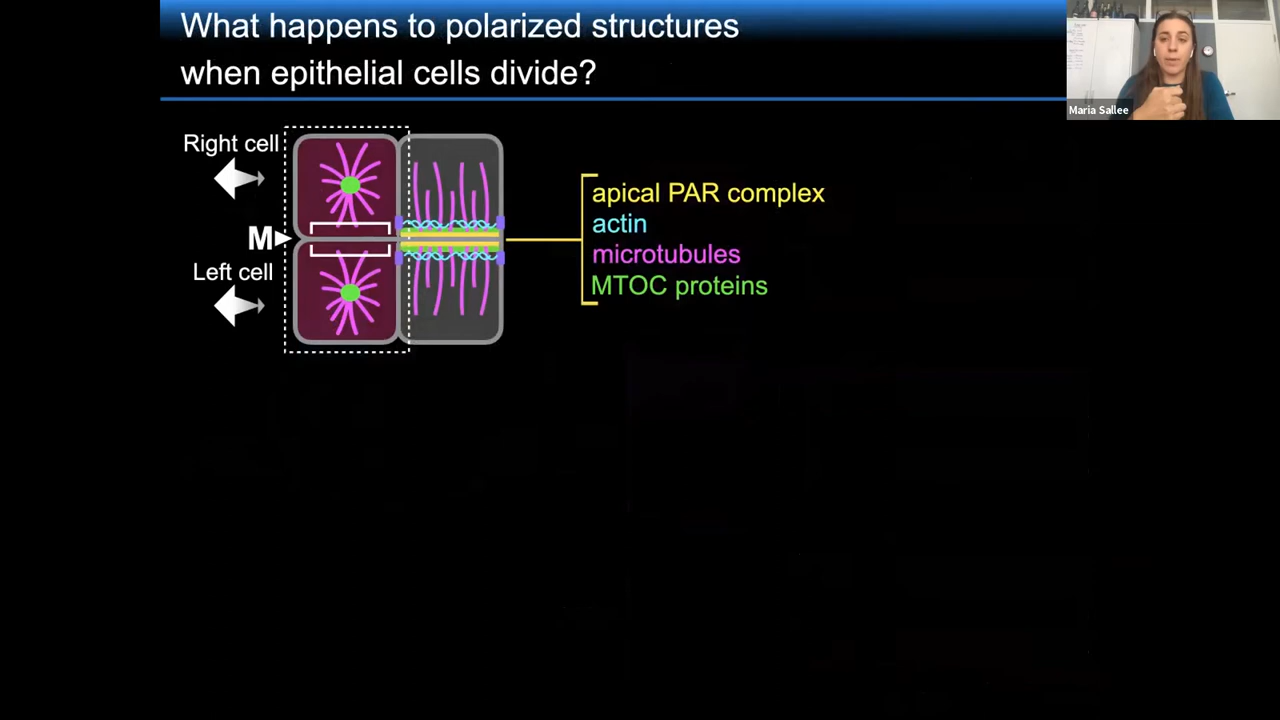 What happens to polarized structures
when epithelial cells divide?
Maria Sallee
Right cell
M
Left cell
apical PAR complex
actin
microtubules
MTOC proteins